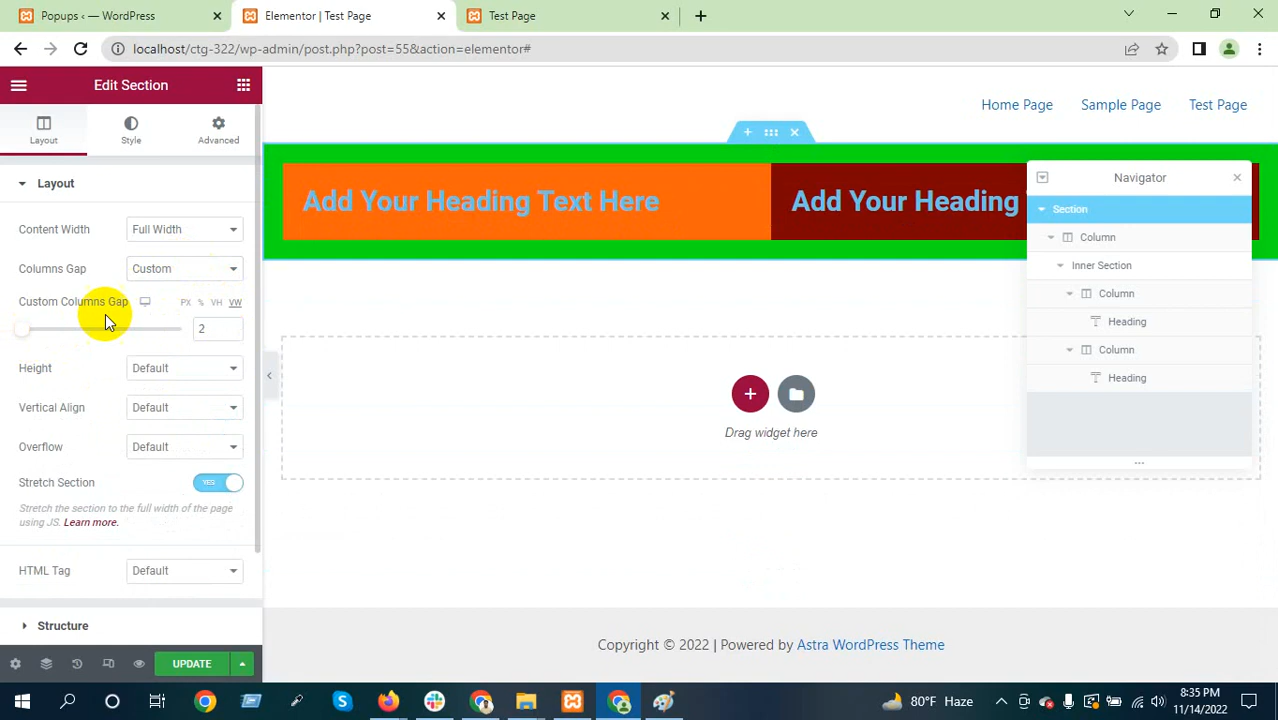 Popups ‹ — WordPress
Elementor | Test Page
Test Page
localhost/ctg-322/wp-admin/post.php?post=55&action=elementor#
Edit Section
Home Page
Sample Page
Test Page
Layout
Style
Advanced
Layout
Content Width
Full Width
Columns Gap
Custom
Custom Columns Gap
PX
%
VH
VW
2
Height
Default
Vertical Align
Default
Overflow
Default
Stretch Section
YES
Stretch the section to the full width of the page
using JS. Learn more.
HTML Tag
Default
Structure
UPDATE
Add Your Heading Text Here
Add Your Heading
Navigator
Section
Column
Inner Section
Column
Heading
Column
Heading
Drag widget here
Copyright © 2022 | Powered by Astra WordPress Theme
80°F Haze
8:35 PM
11/14/2022